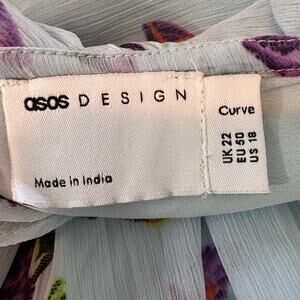 asos DESIGN
Made in India
Curve
UK 22
EU 50
US 18